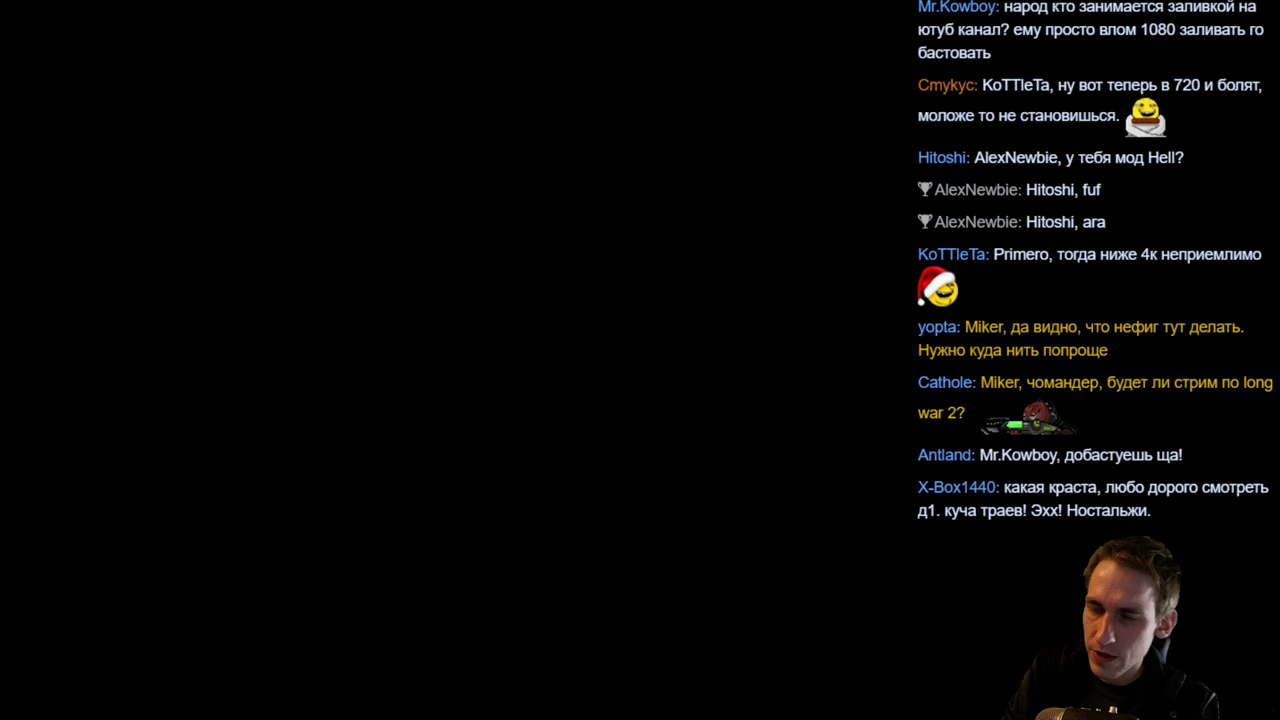 Mr.Kowboy: народ кто занимается заливкой на
ютуб канал? ему просто влом 1080 заливать го
бастовать
Cmykyc: KoTTleTa, ну вот теперь в 720 и болят,
моложе то не становишься.
Hitoshi: AlexNewbie, у тебя мод Hell?
AlexNewbie: Hitoshi, fuf
AlexNewbie: Hitoshi, ага
KoTTleTa: Primero, тогда ниже 4к неприемлимо
yopta: Miker, да видно, что нефиг тут делать.
Нужно куда нить попроще
Cathole: Miker, чомандер, будет ли стрим по long
war 2?
Antland: Mr.Kowboy, добастуешь ща!
X-Box1440: какая краста, любо дорого смотреть
д1. куча траев! Эхх! Ностальжи.